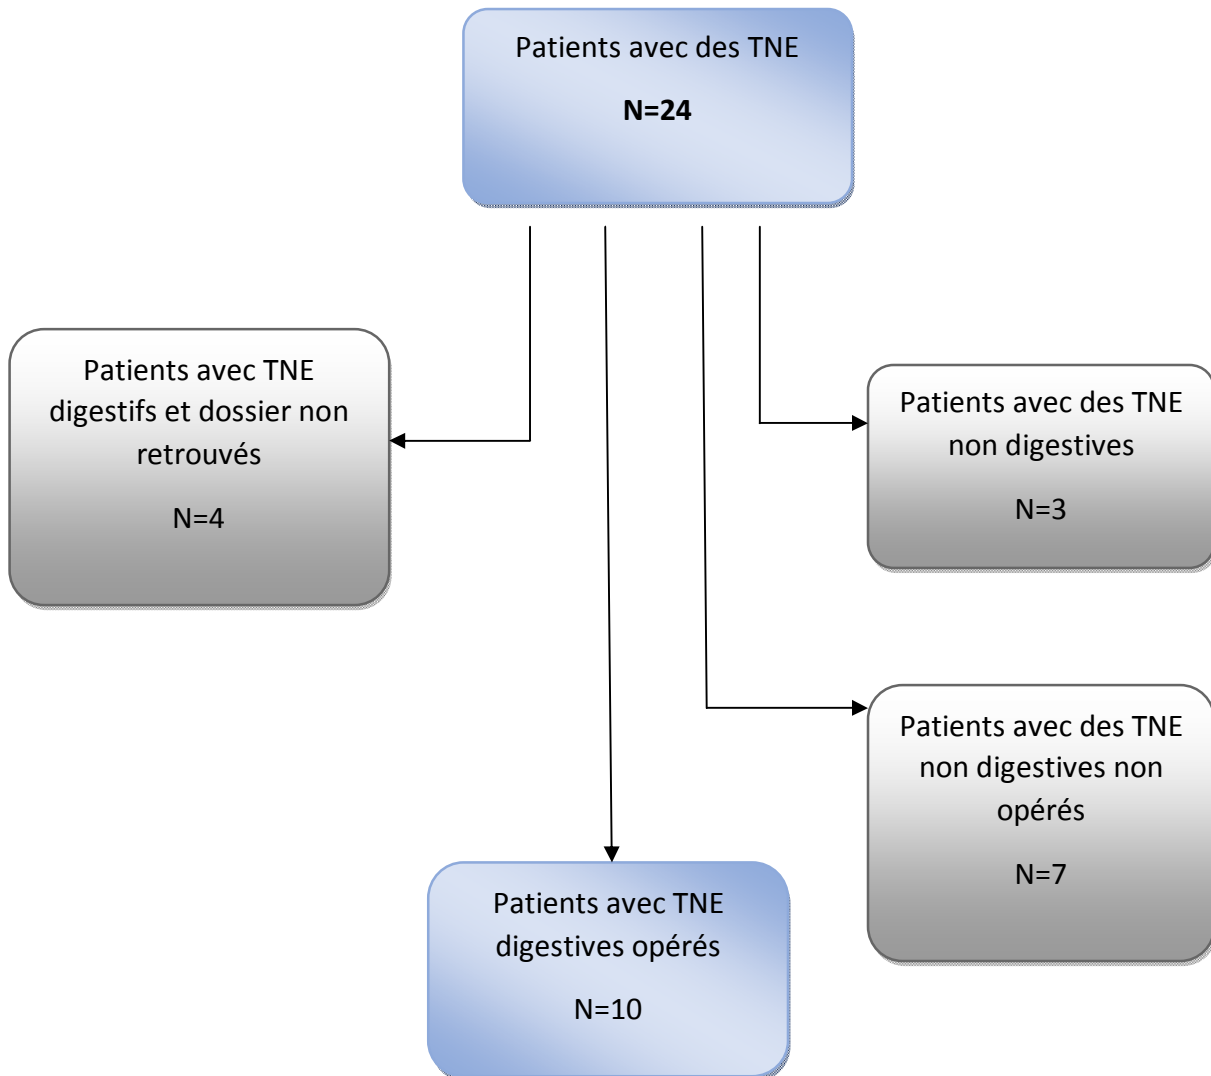 Patients avec des TNE
N=24
Patients avec TNE
digestifs et dossier non
retrouvés
N=4
Patients avec des TNE
non digestives
N=3
Patients avec des TNE
non digestives non
opérés
N=7
Patients avec TNE
digestives opérés
N=10